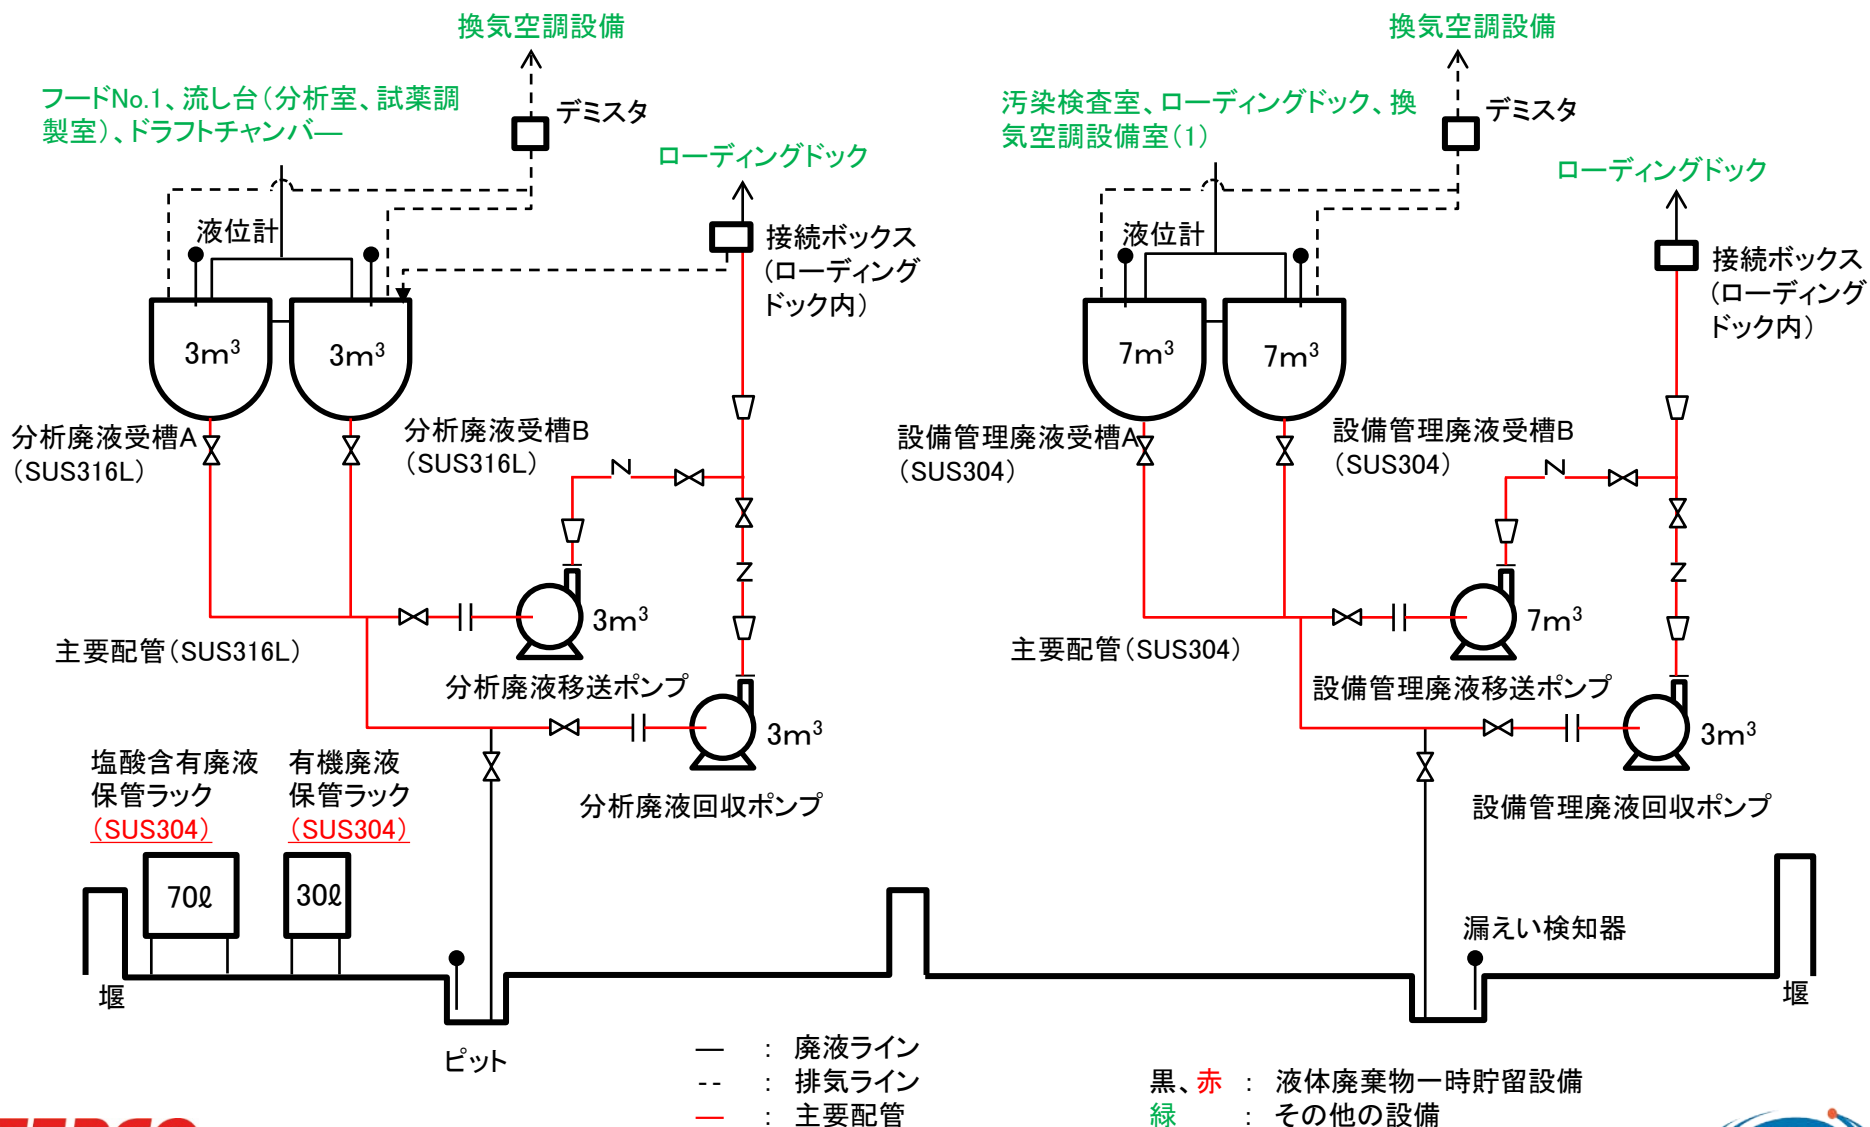 換気空調設備
フードNo.1、流し台（分析室、試薬調
製室）、ドラフトチャンバー
デミスタ
ローディングドック
液位計
接続ボックス
（ローディング
ドック内）
3m³
3m³
分析廃液受槽A
（SUS316L）
分析廃液受槽B
（SUS316L）
3m³
主要配管（SUS316L）
分析廃液移送ポンプ
3m³
分析廃液回収ポンプ
塩酸含有廃液
保管ラック
（SUS304）
有機廃液
保管ラック
（SUS304）
70ℓ
30ℓ
堰
ピット
換気空調設備
汚染検査室、ローディングドック、換
気空調設備室（1）
デミスタ
ローディングドック
液位計
接続ボックス
（ローディング
ドック内）
7m³
7m³
設備管理廃液受槽A
（SUS304）
設備管理廃液受槽B
（SUS304）
7m³
主要配管（SUS304）
設備管理廃液移送ポンプ
3m³
設備管理廃液回収ポンプ
漏えい検知器
堰
— : 廃液ライン
-- : 排気ライン
— : 主要配管
黒、赤 : 液体廃棄物一時貯留設備
緑 : その他の設備